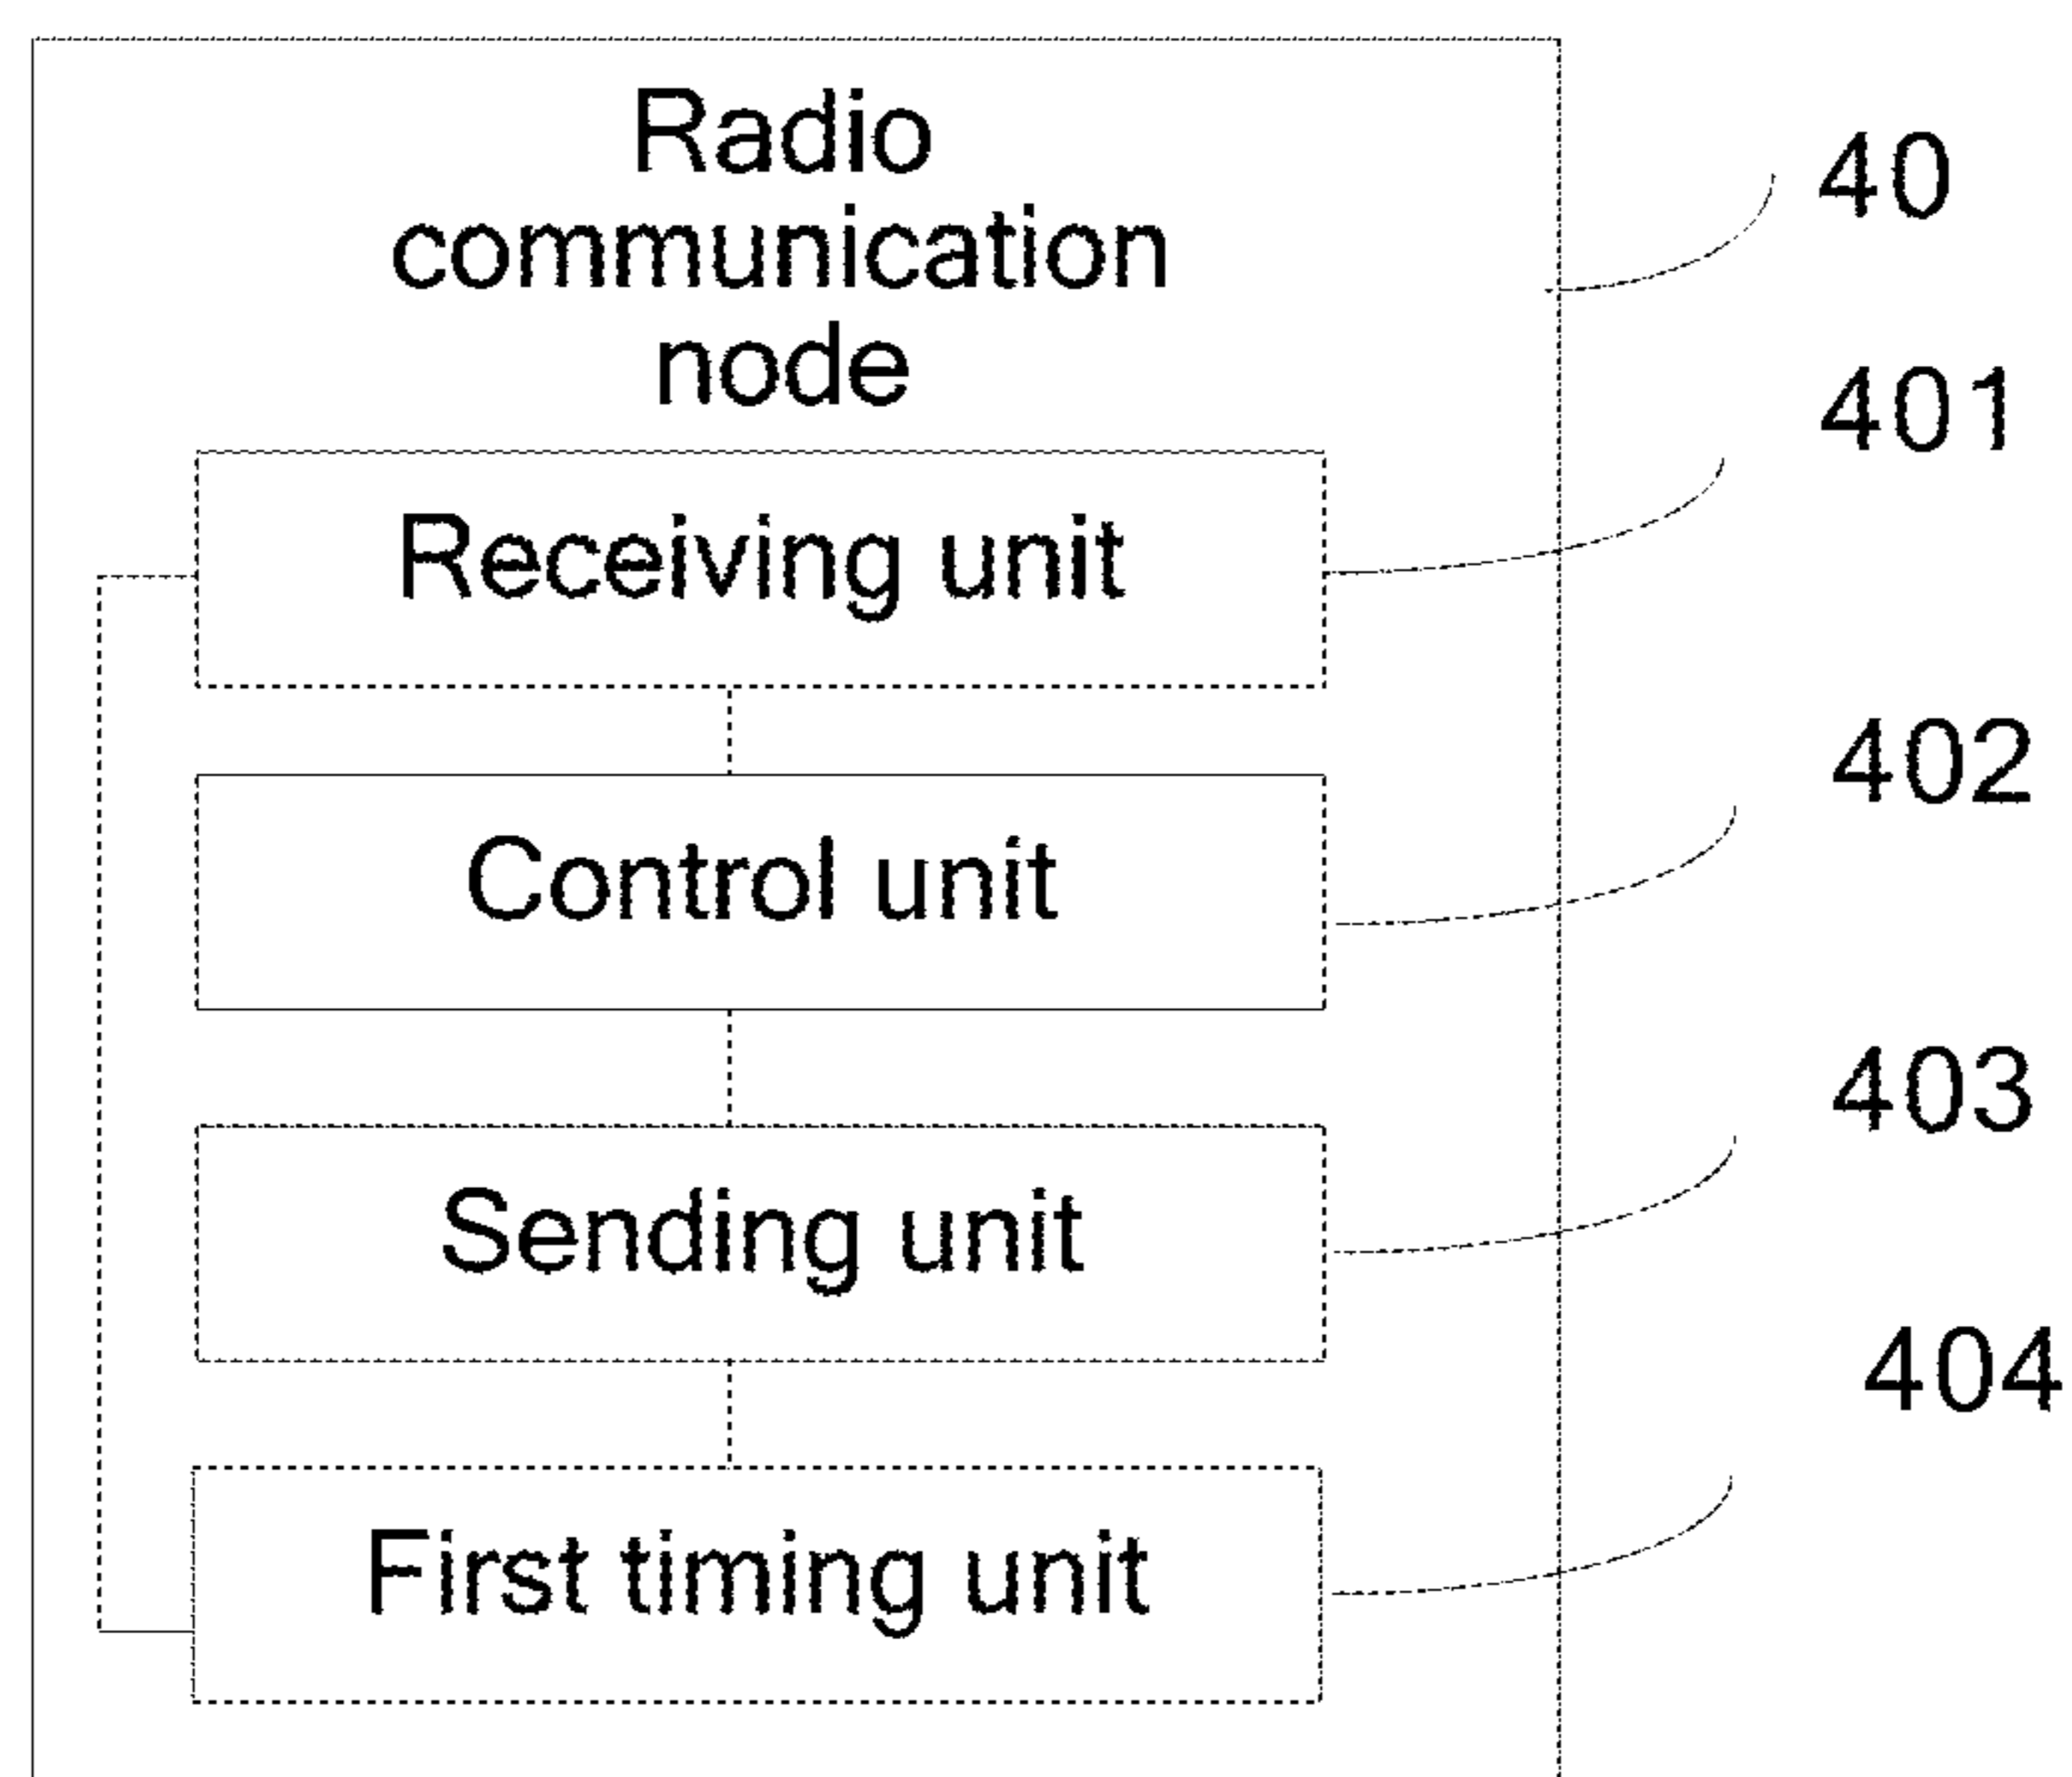 Radio
communication
node
40
401
Receiving unit
402
Control unit
403
Sending unit
404
First timing unit